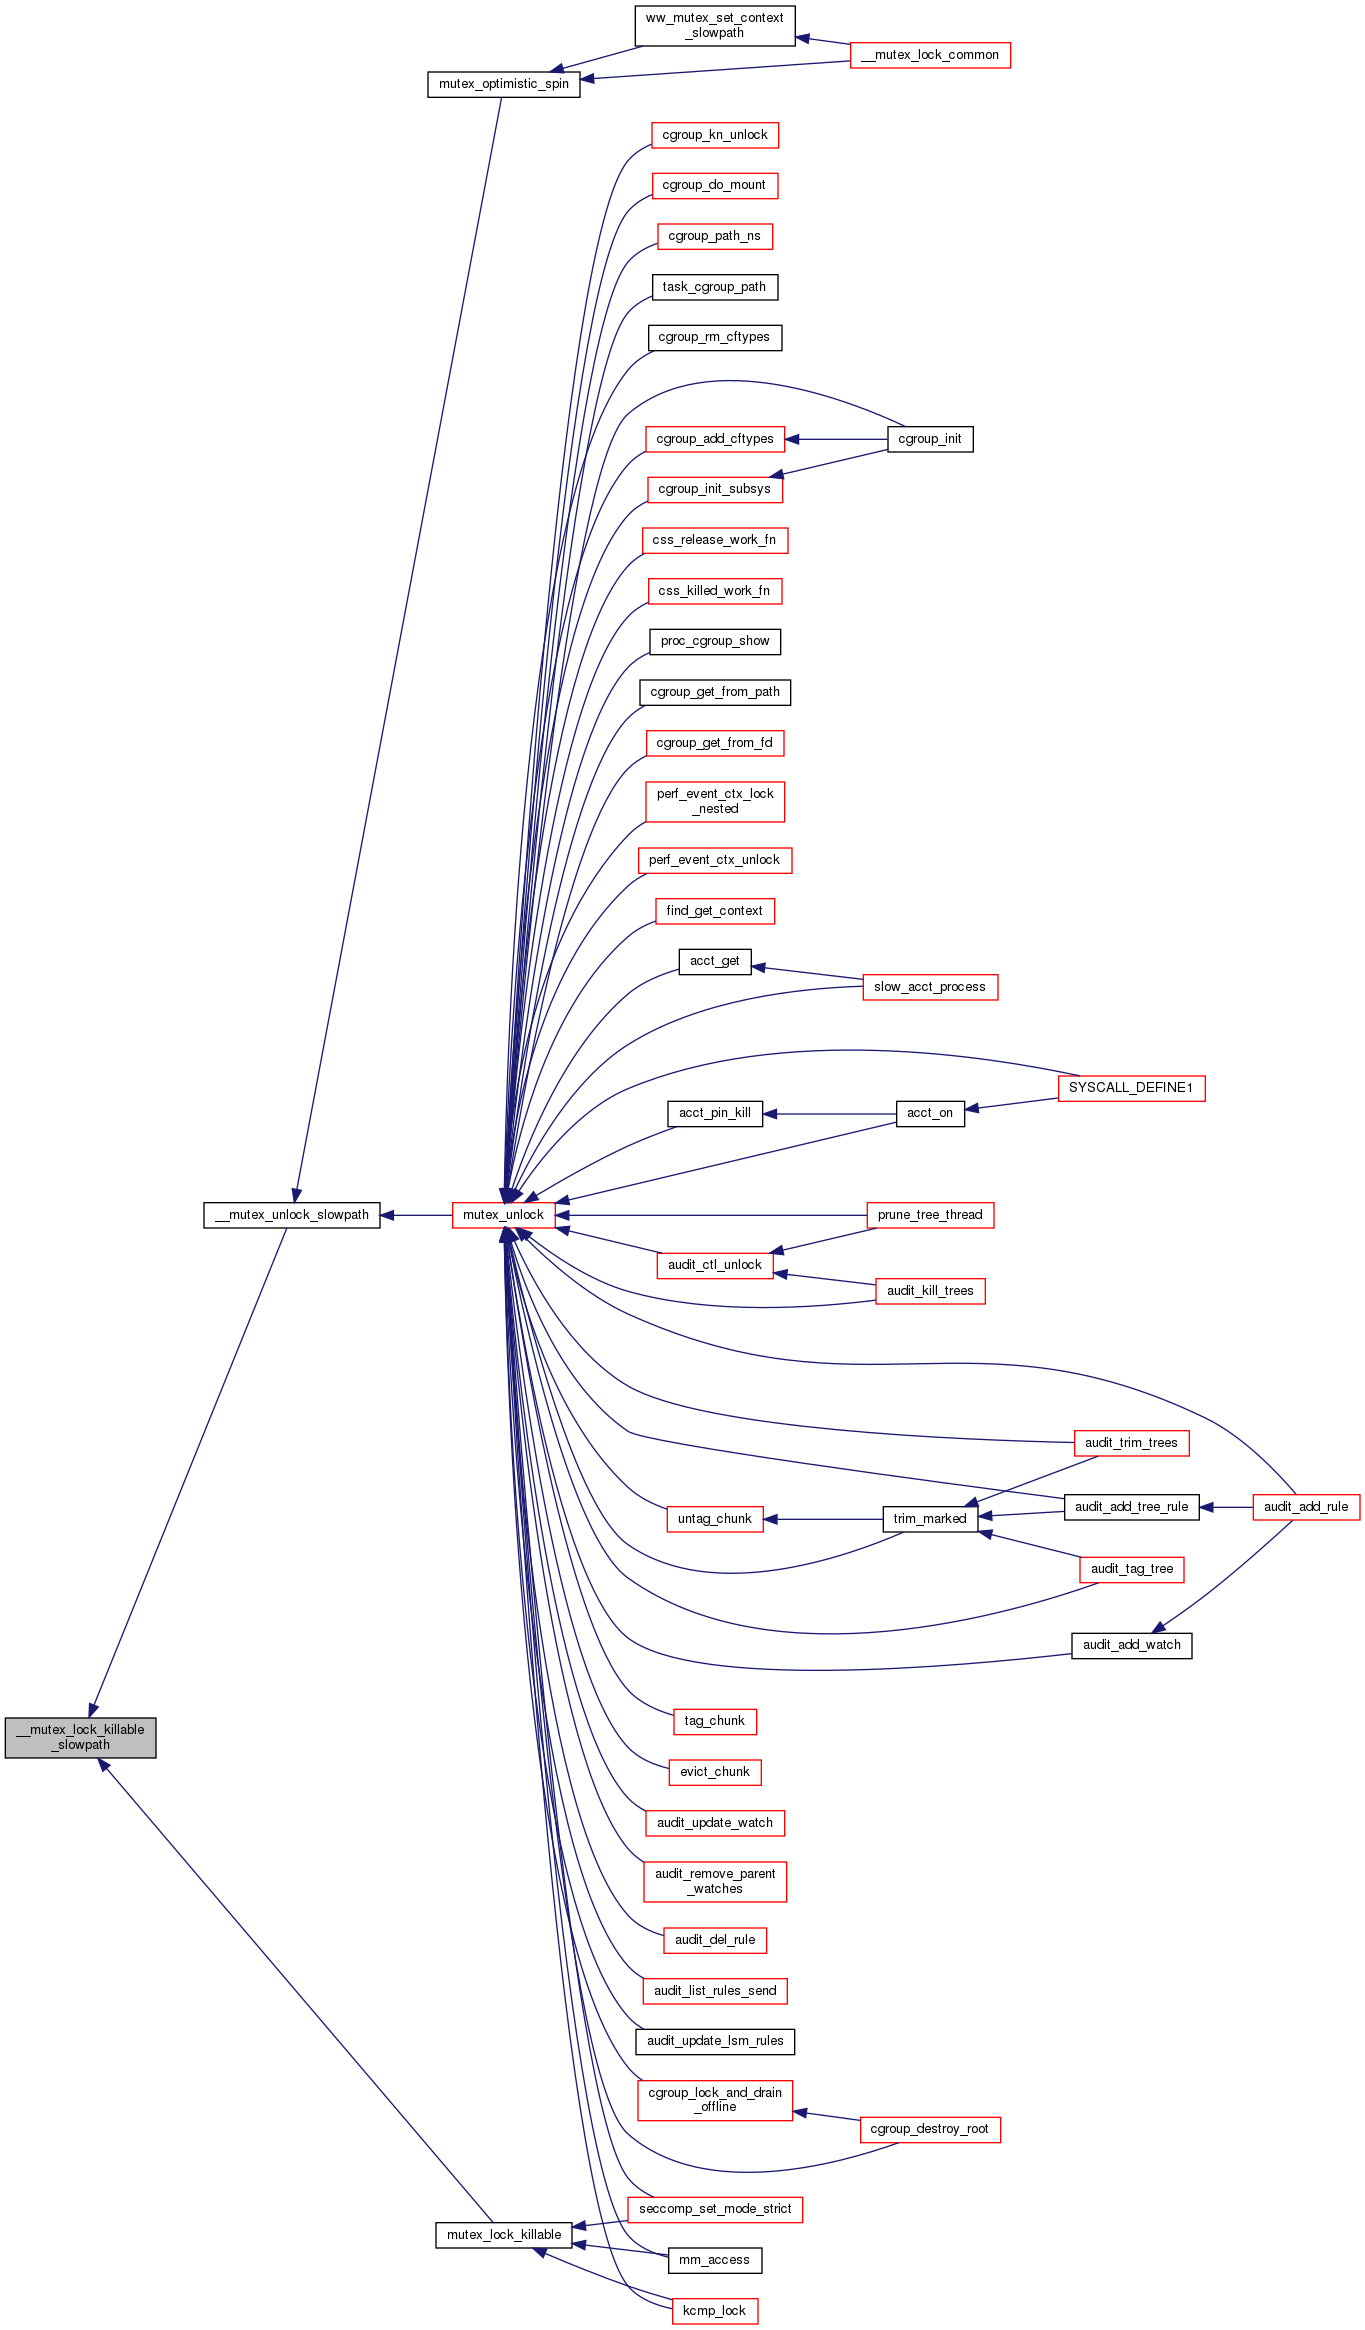 ww_mutex_set_context
_slowpath
__mutex_lock_common
mutex_optimistic_spin
cgroup_kn_unlock
cgroup_do_mount
cgroup_path_ns
task_cgroup_path
cgroup_rm_cftypes
cgroup_add_cftypes
cgroup_init
cgroup_init_subsys
css_release_work_fn
css_killed_work_fn
proc_cgroup_show
cgroup_get_from_path
cgroup_get_from_fd
perf_event_ctx_lock
_nested
perf_event_ctx_unlock
find_get_context
acct_get
slow_acct_process
SYSCALL_DEFINE1
acct_pin_kill
acct_on
__mutex_unlock_slowpath
mutex_unlock
prune_tree_thread
audit_ctl_unlock
audit_kill_trees
audit_trim_trees
audit_add_tree_rule
audit_add_rule
untag_chunk
trim_marked
audit_tag_tree
audit_add_watch
tag_chunk
__mutex_lock_killable
_slowpath
evict_chunk
audit_update_watch
audit_remove_parent
_watches
audit_del_rule
audit_list_rules_send
audit_update_lsm_rules
cgroup_lock_and_drain
_offline
cgroup_destroy_root
seccomp_set_mode_strict
mutex_lock_killable
mm_access
kcmp_lock